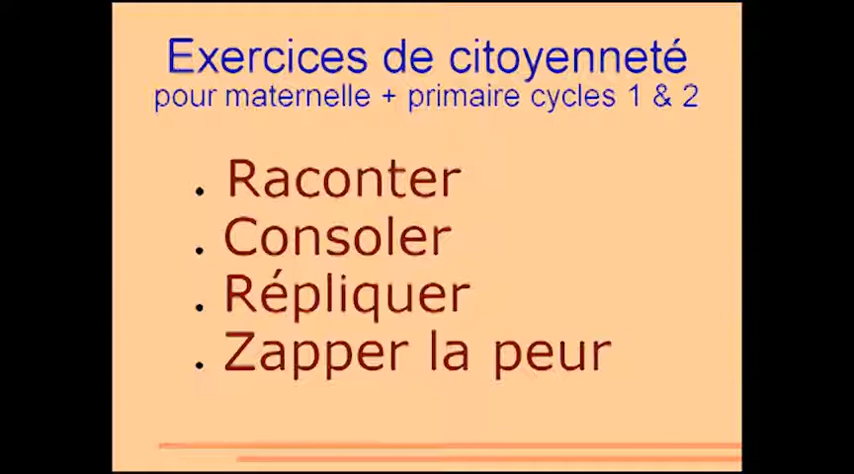 Exercices de citoyenneté
pour maternelle + primaire cycles 1 & 2
. Raconter
. Consoler
. Répliquer
. Zapper la peur